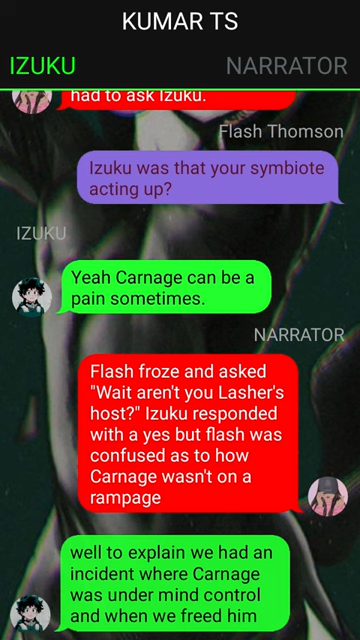 KUMAR TS
IZUKU
NARRATOR
had to ask Izuku.
Flash Thomson
Izuku was that your symbiote
acting up?
IZUKU
Yeah Carnage can be a
pain sometimes.
NARRATOR
Flash froze and asked
"Wait aren't you Lasher's
host?" Izuku responded
with a yes but flash was
confused as to how
Carnage wasn't on a
rampage
well to explain we had an
incident where Carnage
was under mind control
and when we freed him